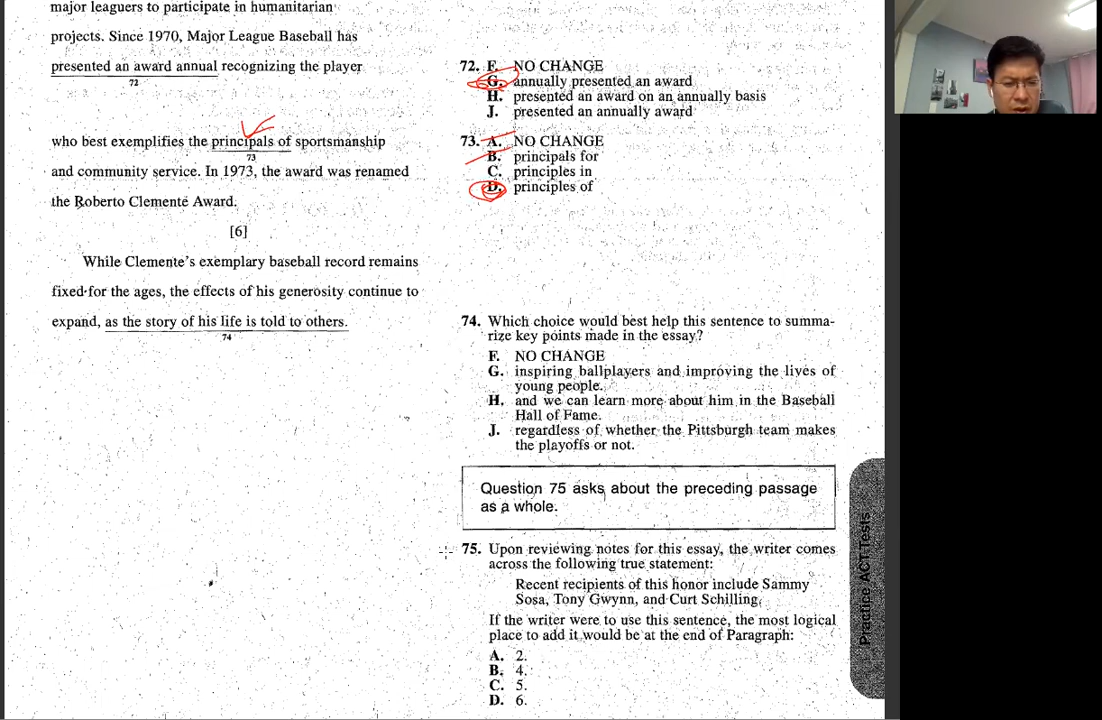 major leaguers to participate in humanitarian
projects. Since 1970, Major League Baseball has
presented an award annual recognizing the player
72
who best exemplifies the principals of sportsmanship
73
and community service. In 1973, the award was renamed
the Roberto Clemente Award.
[6]
While Clemente's exemplary baseball record remains
fixed for the ages, the effects of his generosity continue to
expand, as the story of his life is told to others.
74
72. F. NO CHANGE
G. annually presented an award
H. presented an award on an annually basis
J. presented an annually award
73. A. NO CHANGE
B. principals for
C. principles in
D. principles of
74. Which choice would best help this sentence to summa-
rize key points made in the essay?
F. NO CHANGE
G. inspiring ballplayers and improving the lives of
young people.
H. and we can learn more about him in the Baseball
Hall of Fame.
J. regardless of whether the Pittsburgh team makes
the playoffs or not.
Question 75 asks about the preceding passage
as a whole.
75. Upon reviewing notes for this essay, the writer comes
across the following true statement:
Recent recipients of this honor include Sammy
Sosa, Tony Gwynn, and Curt Schilling.
If the writer were to use this sentence, the most logical
place to add it would be at the end of Paragraph:
A. 2.
B. 4.
C. 5.
D. 6.
Practice ACT Tests